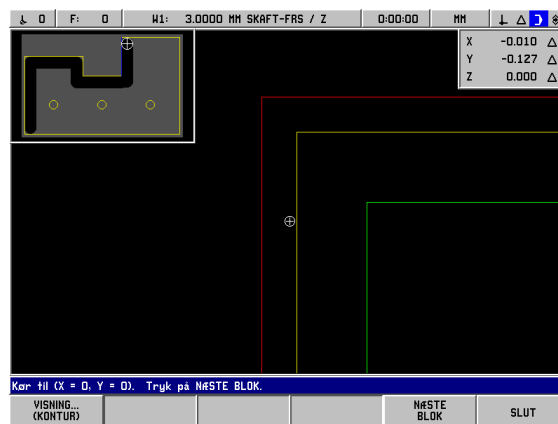 0 F: 0 W1: 3.0000 MM SKAFT-FRS / Z 0:00:00 MM
X -0.010
Y -0.127
Z 0.000
Kør til (X = 0, Y = 0). Tryk på NÆSTE BLOK.
VISNING...
(KONTUR)
NÆSTE
BLOK
SLUT